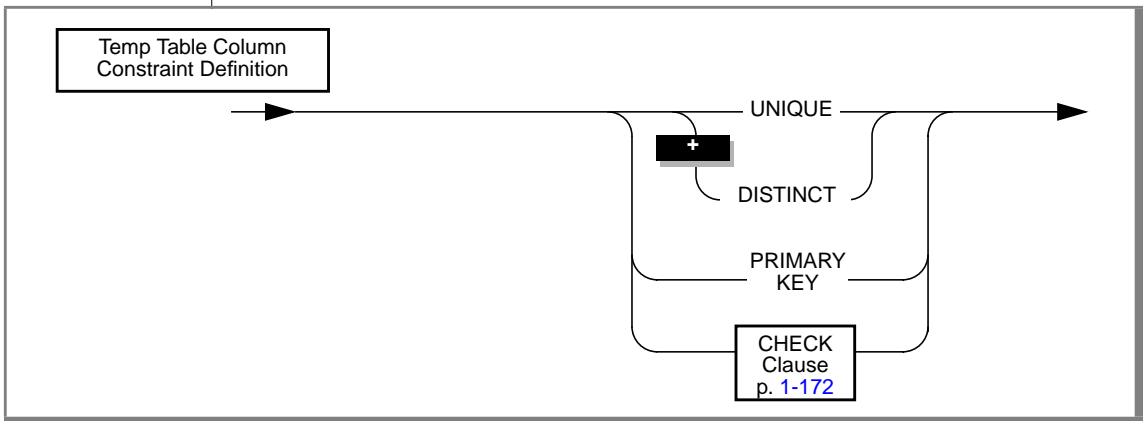 Temp Table Column
Constraint Definition
UNIQUE
+
DISTINCT
PRIMARY
KEY
CHECK
Clause
p. 1-172